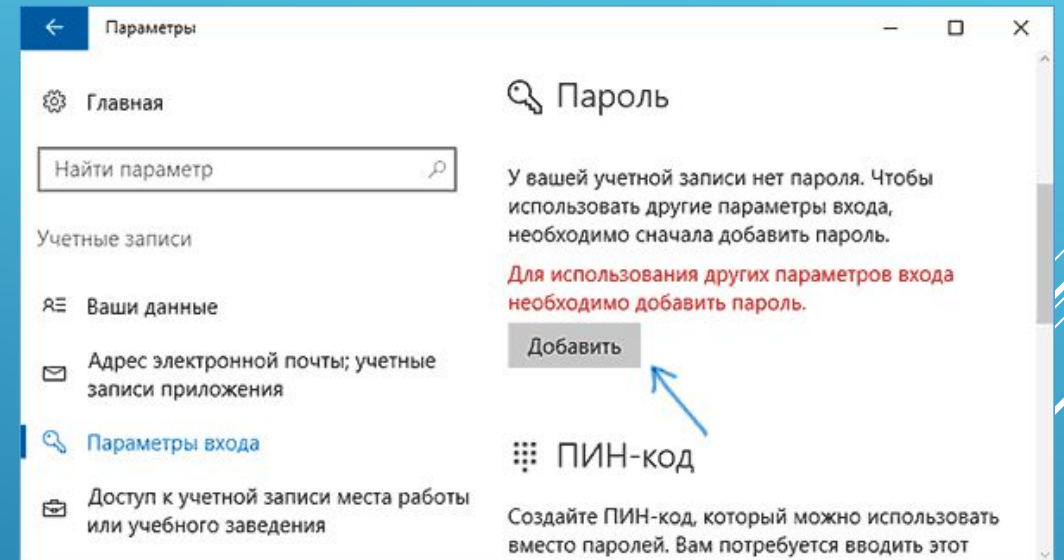 Параметры
Главная
Найти параметр
Учетные записи
Ваши данные
Адрес электронной почты; учетные
записи приложения
Параметры входа
Доступ к учетной записи места работы
или учебного заведения
Пароль
У вашей учетной записи нет пароля. Чтобы
использовать другие параметры входа,
необходимо сначала добавить пароль.
Для использования других параметров входа
необходимо добавить пароль.
Добавить
ПИН-код
Создайте ПИН-код, который можно использовать
вместо паролей. Вам потребуется вводить этот